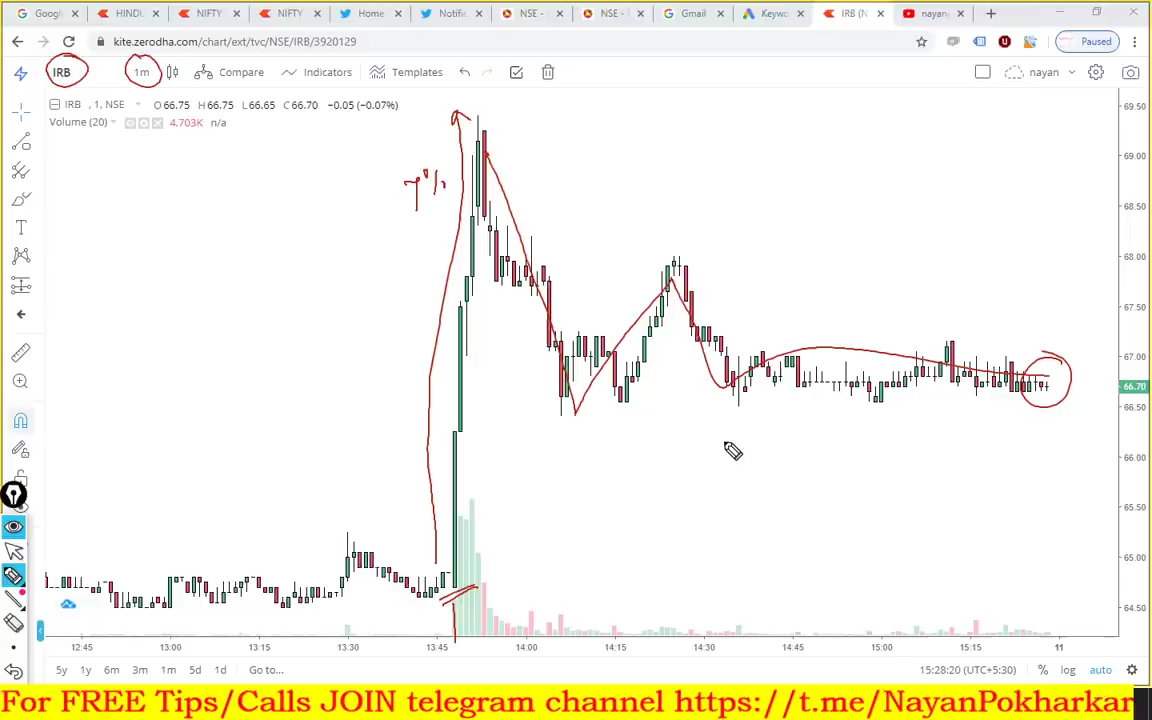 Googl NIFTY HINDU NIFTY NIFTY Home Notific NSE - NSE - Gmail Keywo IRB (N nayan
kite.zerodha.com/chart/ext/tvc/NSE/IRB/3920129 Paused
IRB 1m Compare Indicators Templates nayan
IRB , 1, NSE O 66.75 H 66.75 L 66.65 C 66.70 −0.05 (−0.07%)
Volume (20) 4.703K n/a
69.50
69.00
7%
68.50
68.00
67.50
67.00
66.70
66.50
66.00
65.50
65.00
64.50
12:45 13:00 13:15 13:30 13:45 14:00 14:15 14:30 14:45 15:00 15:15 11
5y 1y 6m 3m 1m 5d 1d Go to... 15:28:20 (UTC+5:30) % log auto
For FREE Tips/Calls JOIN telegram channel https://t.me/NayanPokharkar